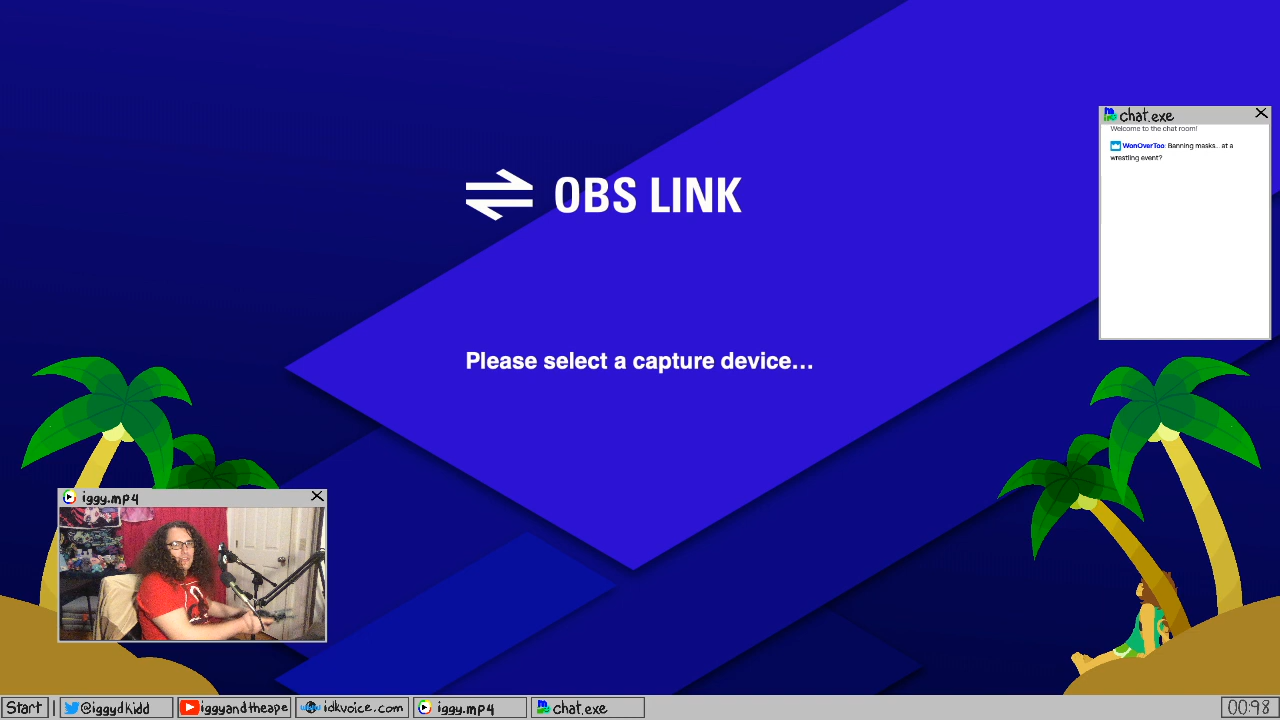 OBS LINK
Please select a capture device...
chat.exe
Welcome to the chat room!
WonOverToo: Banning masks.. at a
wrestling event?
iggy.mp4
Start
@iggydkidd
iggyandtheape
idkvoice.com
iggy.mp4
chat.exe
00:98